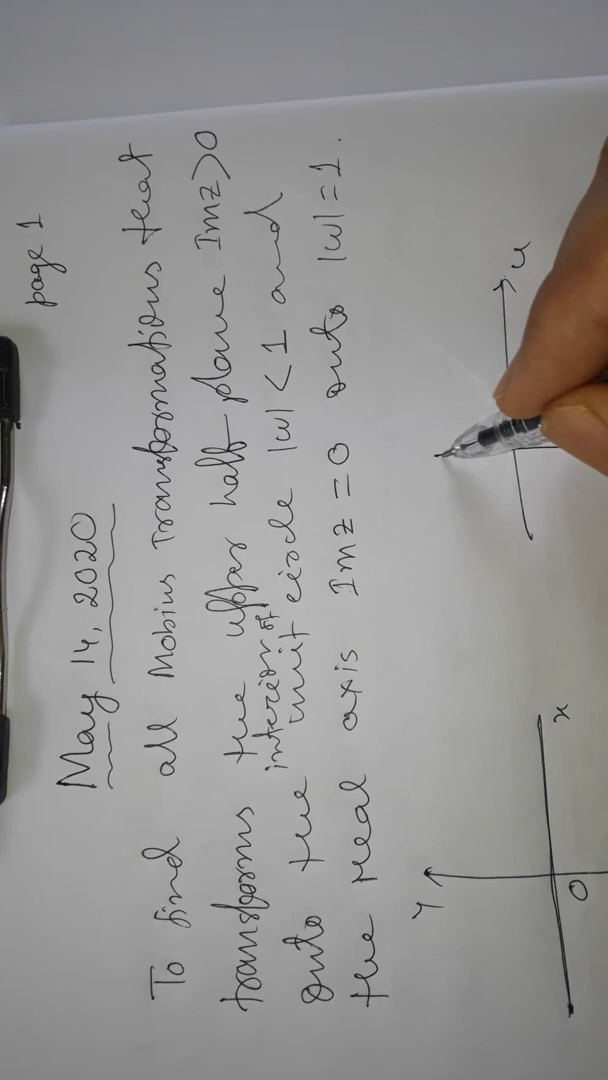 page 1
May 14, 2020
To find all Mobius Transformations that
transforms the upper half-plane Imz>0
onto the interior of unit circle |w|<1 and
the real axis Imz=0 onto |w|=1.
Y
O
x
u